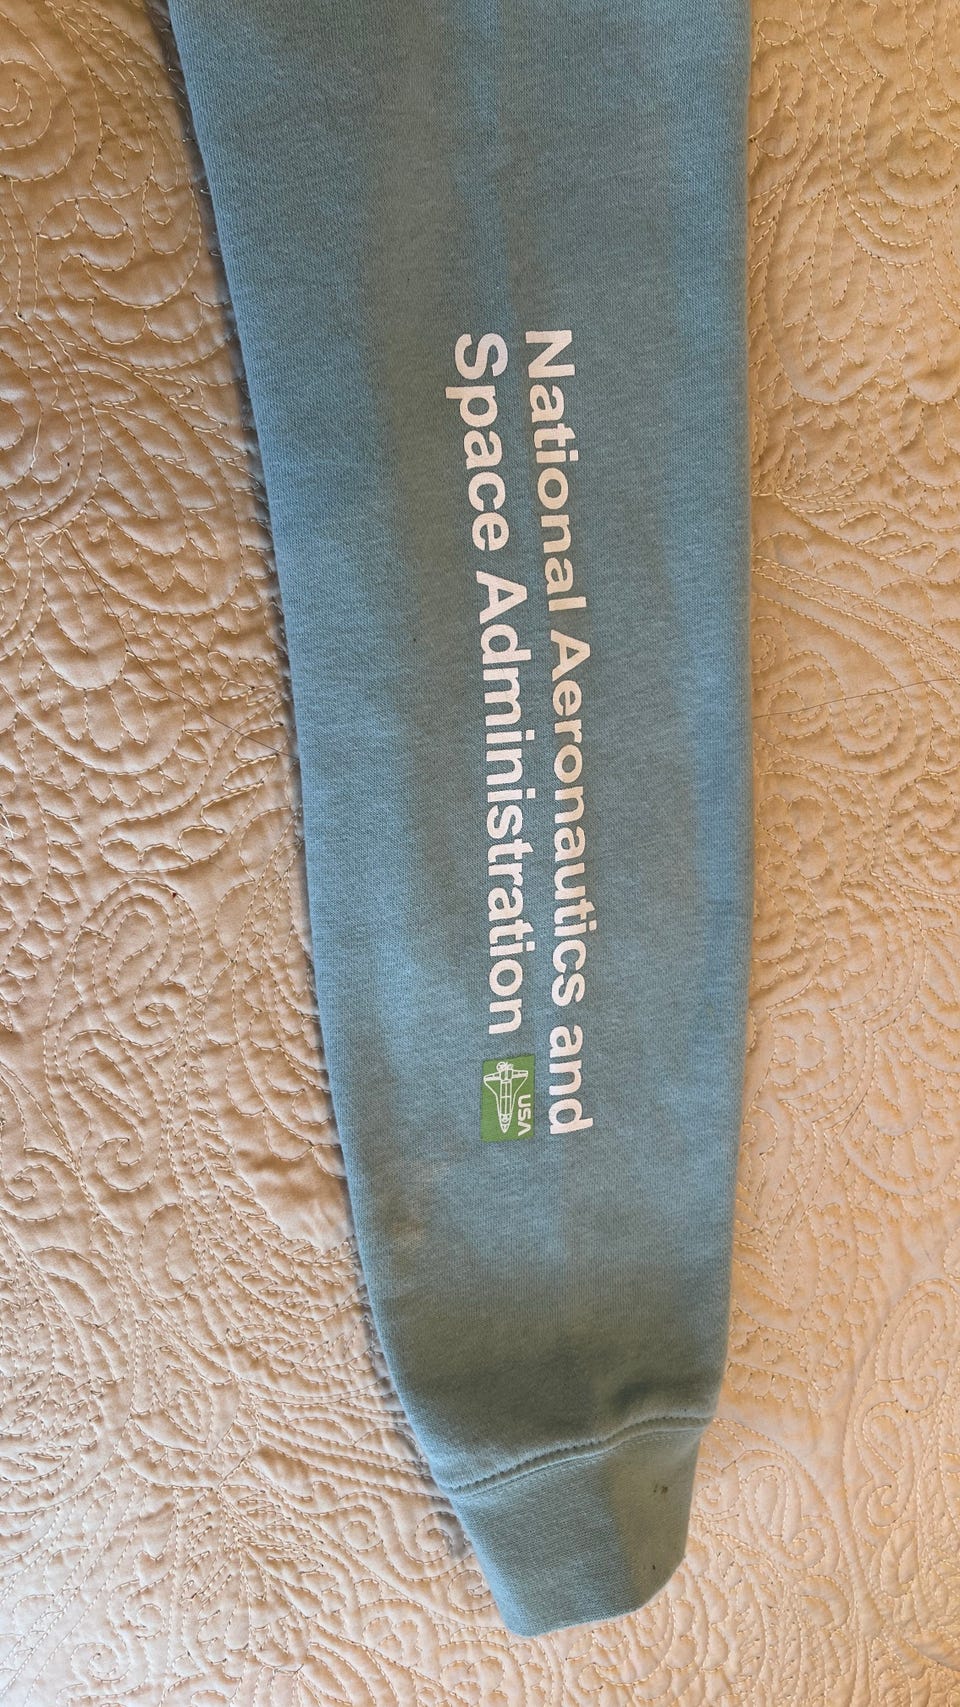 National Aeronautics and
Space Administration
USA